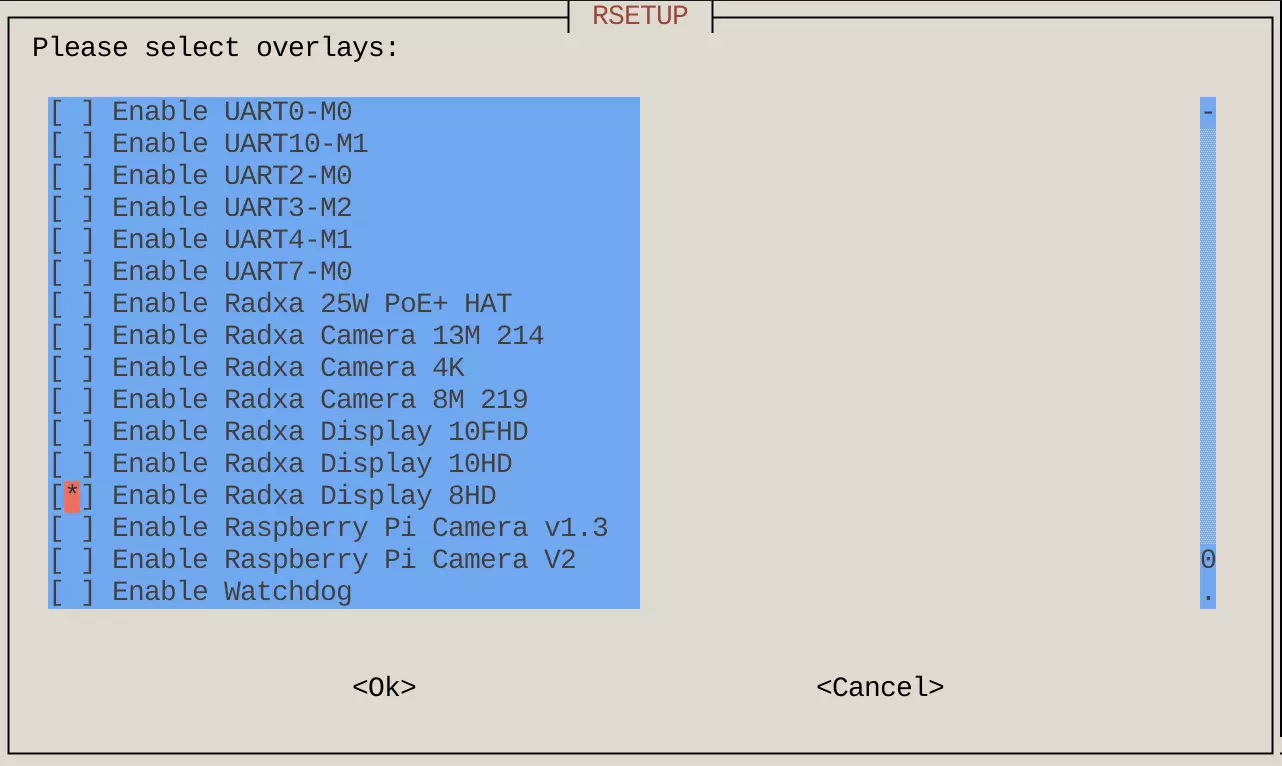 RSETUP
Please select overlays:
[ ] Enable UART0-M0
[ ] Enable UART10-M1
[ ] Enable UART2-M0
[ ] Enable UART3-M2
[ ] Enable UART4-M1
[ ] Enable UART7-M0
[ ] Enable Radxa 25W PoE+ HAT
[ ] Enable Radxa Camera 13M 214
[ ] Enable Radxa Camera 4K
[ ] Enable Radxa Camera 8M 219
[ ] Enable Radxa Display 10FHD
[ ] Enable Radxa Display 10HD
[*] Enable Radxa Display 8HD
[ ] Enable Raspberry Pi Camera v1.3
[ ] Enable Raspberry Pi Camera V2
[ ] Enable Watchdog
<Ok> <Cancel>